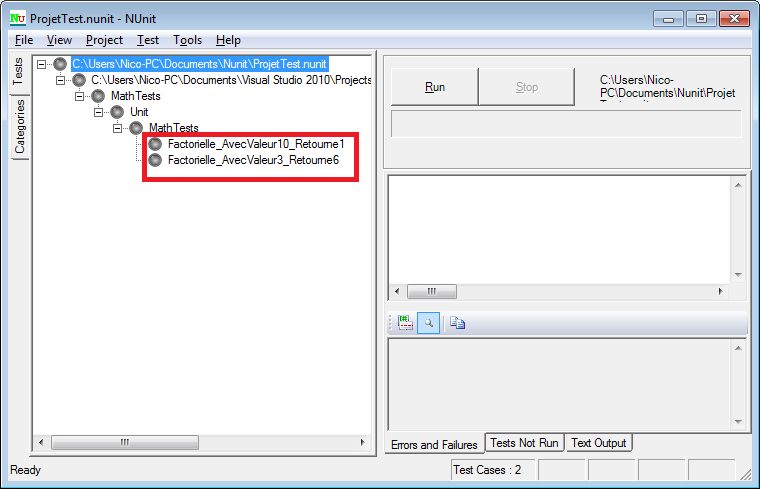 ProjetTest.nunit - NUnit
File View Project Test Tools Help
Tests
Categories
C:\Users\Nico-PC\Documents\Nunit\ProjetTest.nunit
C:\Users\Nico-PC\Documents\Visual Studio 2010\Projects
MathTests
Unit
MathTests
Factorielle_AvecValeur10_Retourne1
Factorielle_AvecValeur3_Retourne6
Run
Stop
C:\Users\Nico-
PC\Documents\Nunit\Projet
Errors and Failures
Tests Not Run
Text Output
Ready
Test Cases : 2